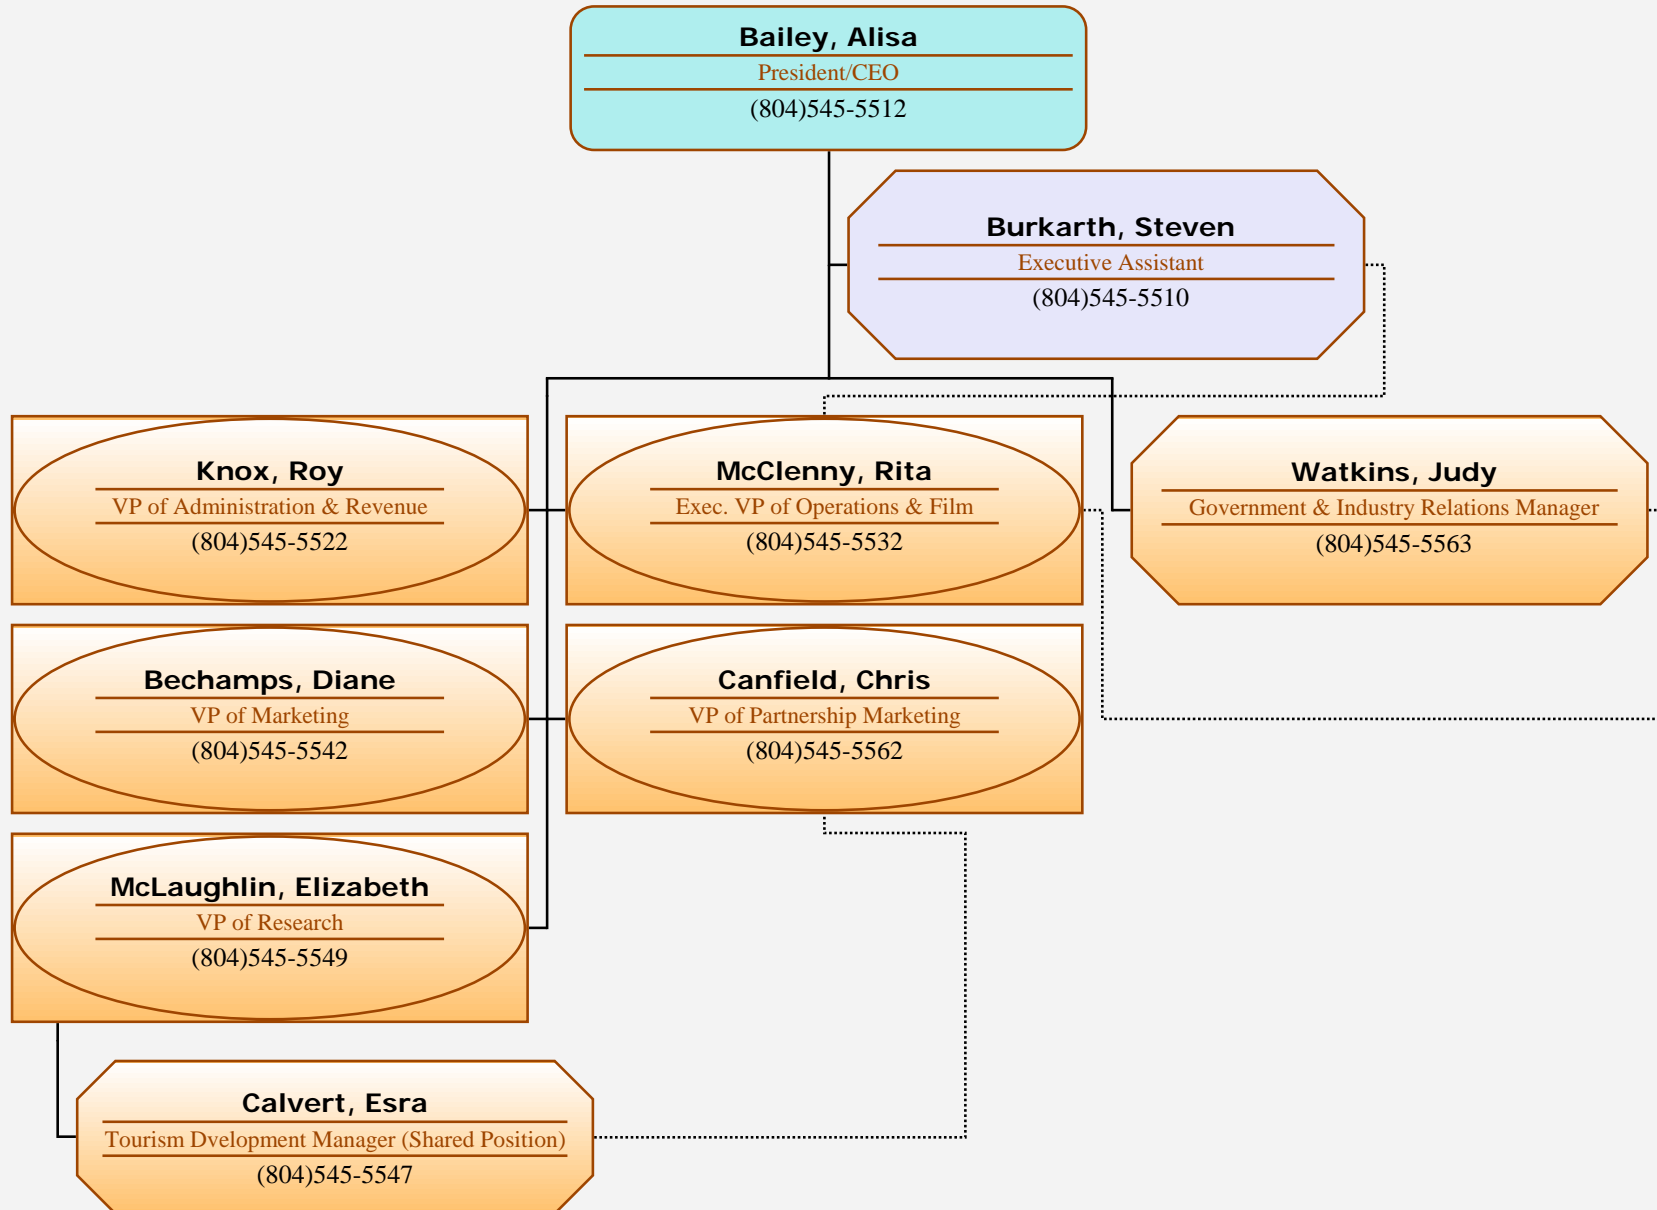 Bailey, Alisa
President/CEO
(804)545-5512
Burkarth, Steven
Executive Assistant
(804)545-5510
Knox, Roy
VP of Administration & Revenue
(804)545-5522
McClenny, Rita
Exec. VP of Operations & Film
(804)545-5532
Watkins, Judy
Government & Industry Relations Manager
(804)545-5563
Bechamps, Diane
VP of Marketing
(804)545-5542
Canfield, Chris
VP of Partnership Marketing
(804)545-5562
McLaughlin, Elizabeth
VP of Research
(804)545-5549
Calvert, Esra
Tourism Dvelopment Manager (Shared Position)
(804)545-5547